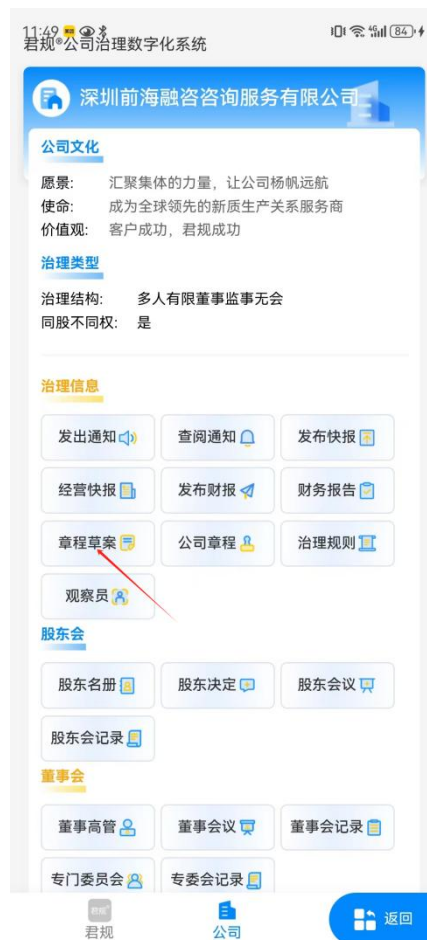 11:49 4G 84
君规®公司治理数字化系统
深圳前海融咨咨询服务有限公司
公司文化
愿景: 汇聚集体的力量，让公司杨帆远航
使命: 成为全球领先的新质生产关系服务商
价值观: 客户成功，君规成功
治理类型
治理结构: 多人有限董事监事无会
同股不同权: 是
治理信息
发出通知 查阅通知 发布快报
经营快报 发布财报 财务报告
章程草案 公司章程 治理规则
观察员
股东会
股东名册 股东决定 股东会议
股东会记录
董事会
董事高管 董事会议 董事会记录
专门委员会 专委会记录
君规 公司 返回